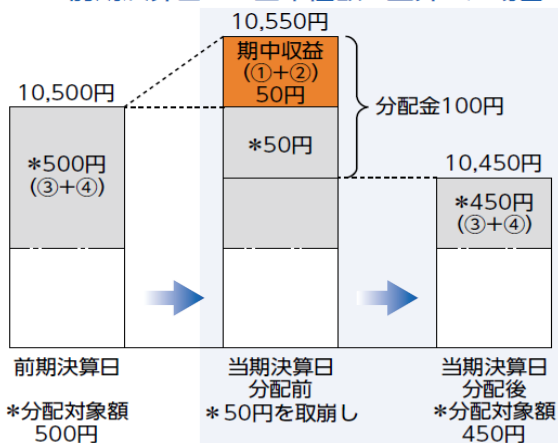 10,550円
期中収益
(①+②)
50円
10,500円
分配金100円
*500円
(③+④)
*50円
10,450円
*450円
(③+④)
前期決算日
当期決算日
分配前
当期決算日
分配後
*分配対象額
500円
*50円を取崩し
*分配対象額
450円